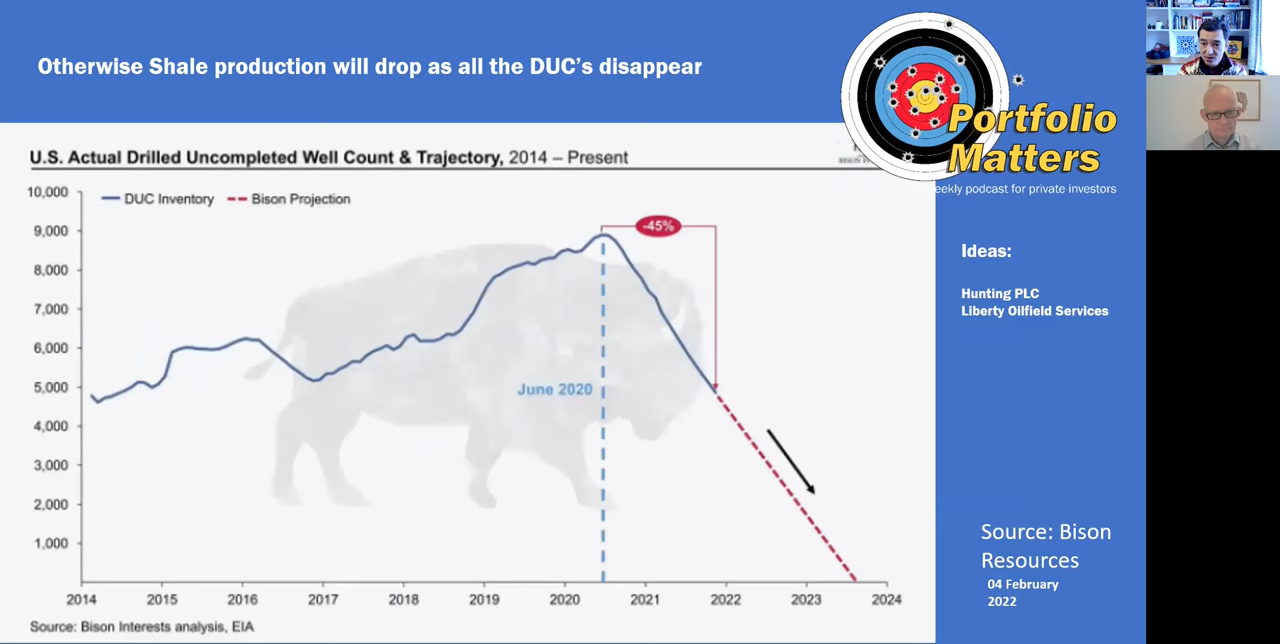 Otherwise Shale production will drop as all the DUC's disappear
Portfolio
Matters
eekly podcast for private investors
U.S. Actual Drilled Uncompleted Well Count & Trajectory, 2014 – Present
BISON
10,000
DUC Inventory
Bison Projection
9,000
8,000
7,000
6,000
5,000
4,000
3,000
2,000
1,000
-45%
June 2020
2014
2015
2016
2017
2018
2019
2020
2021
2022
2023
2024
Source: Bison Interests analysis, EIA
Ideas:
Hunting PLC
Liberty Oilfield Services
Source: Bison
Resources
04 February
2022